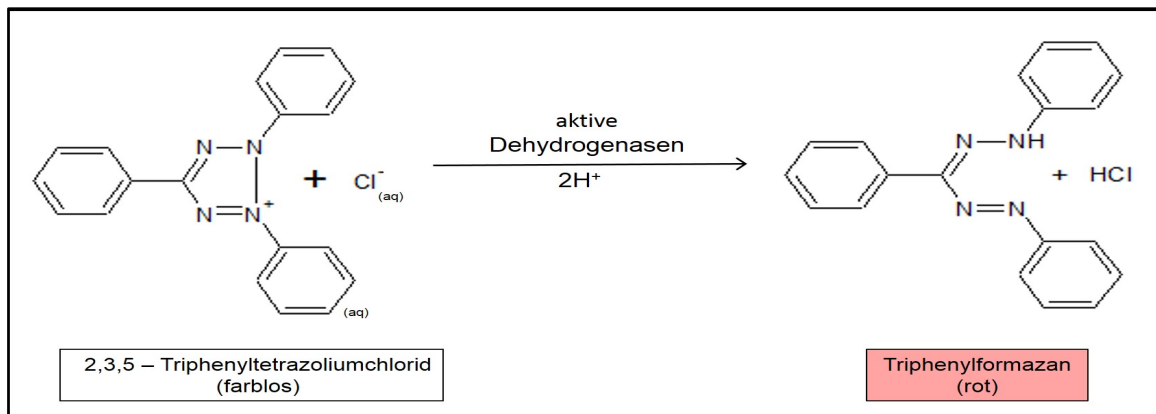 N
N
N
N
+
+
Cl-
(aq)
(aq)
aktive
Dehydrogenasen
2H+
N
NH
N
N
+ HCl
2,3,5 – Triphenyltetrazoliumchlorid
(farblos)
Triphenylformazan
(rot)